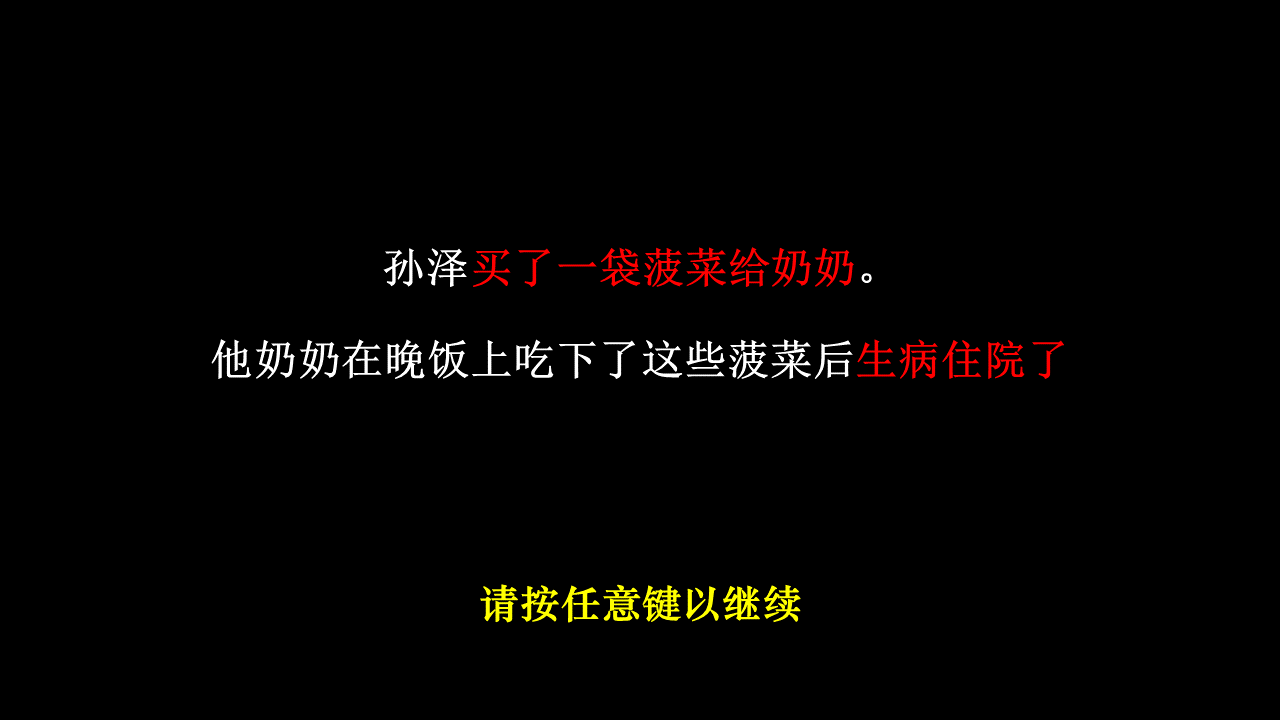 孙泽买了一袋菠菜给奶奶。
他奶奶在晚饭上吃下了这些菠菜后生病住院了
请按任意键以继续